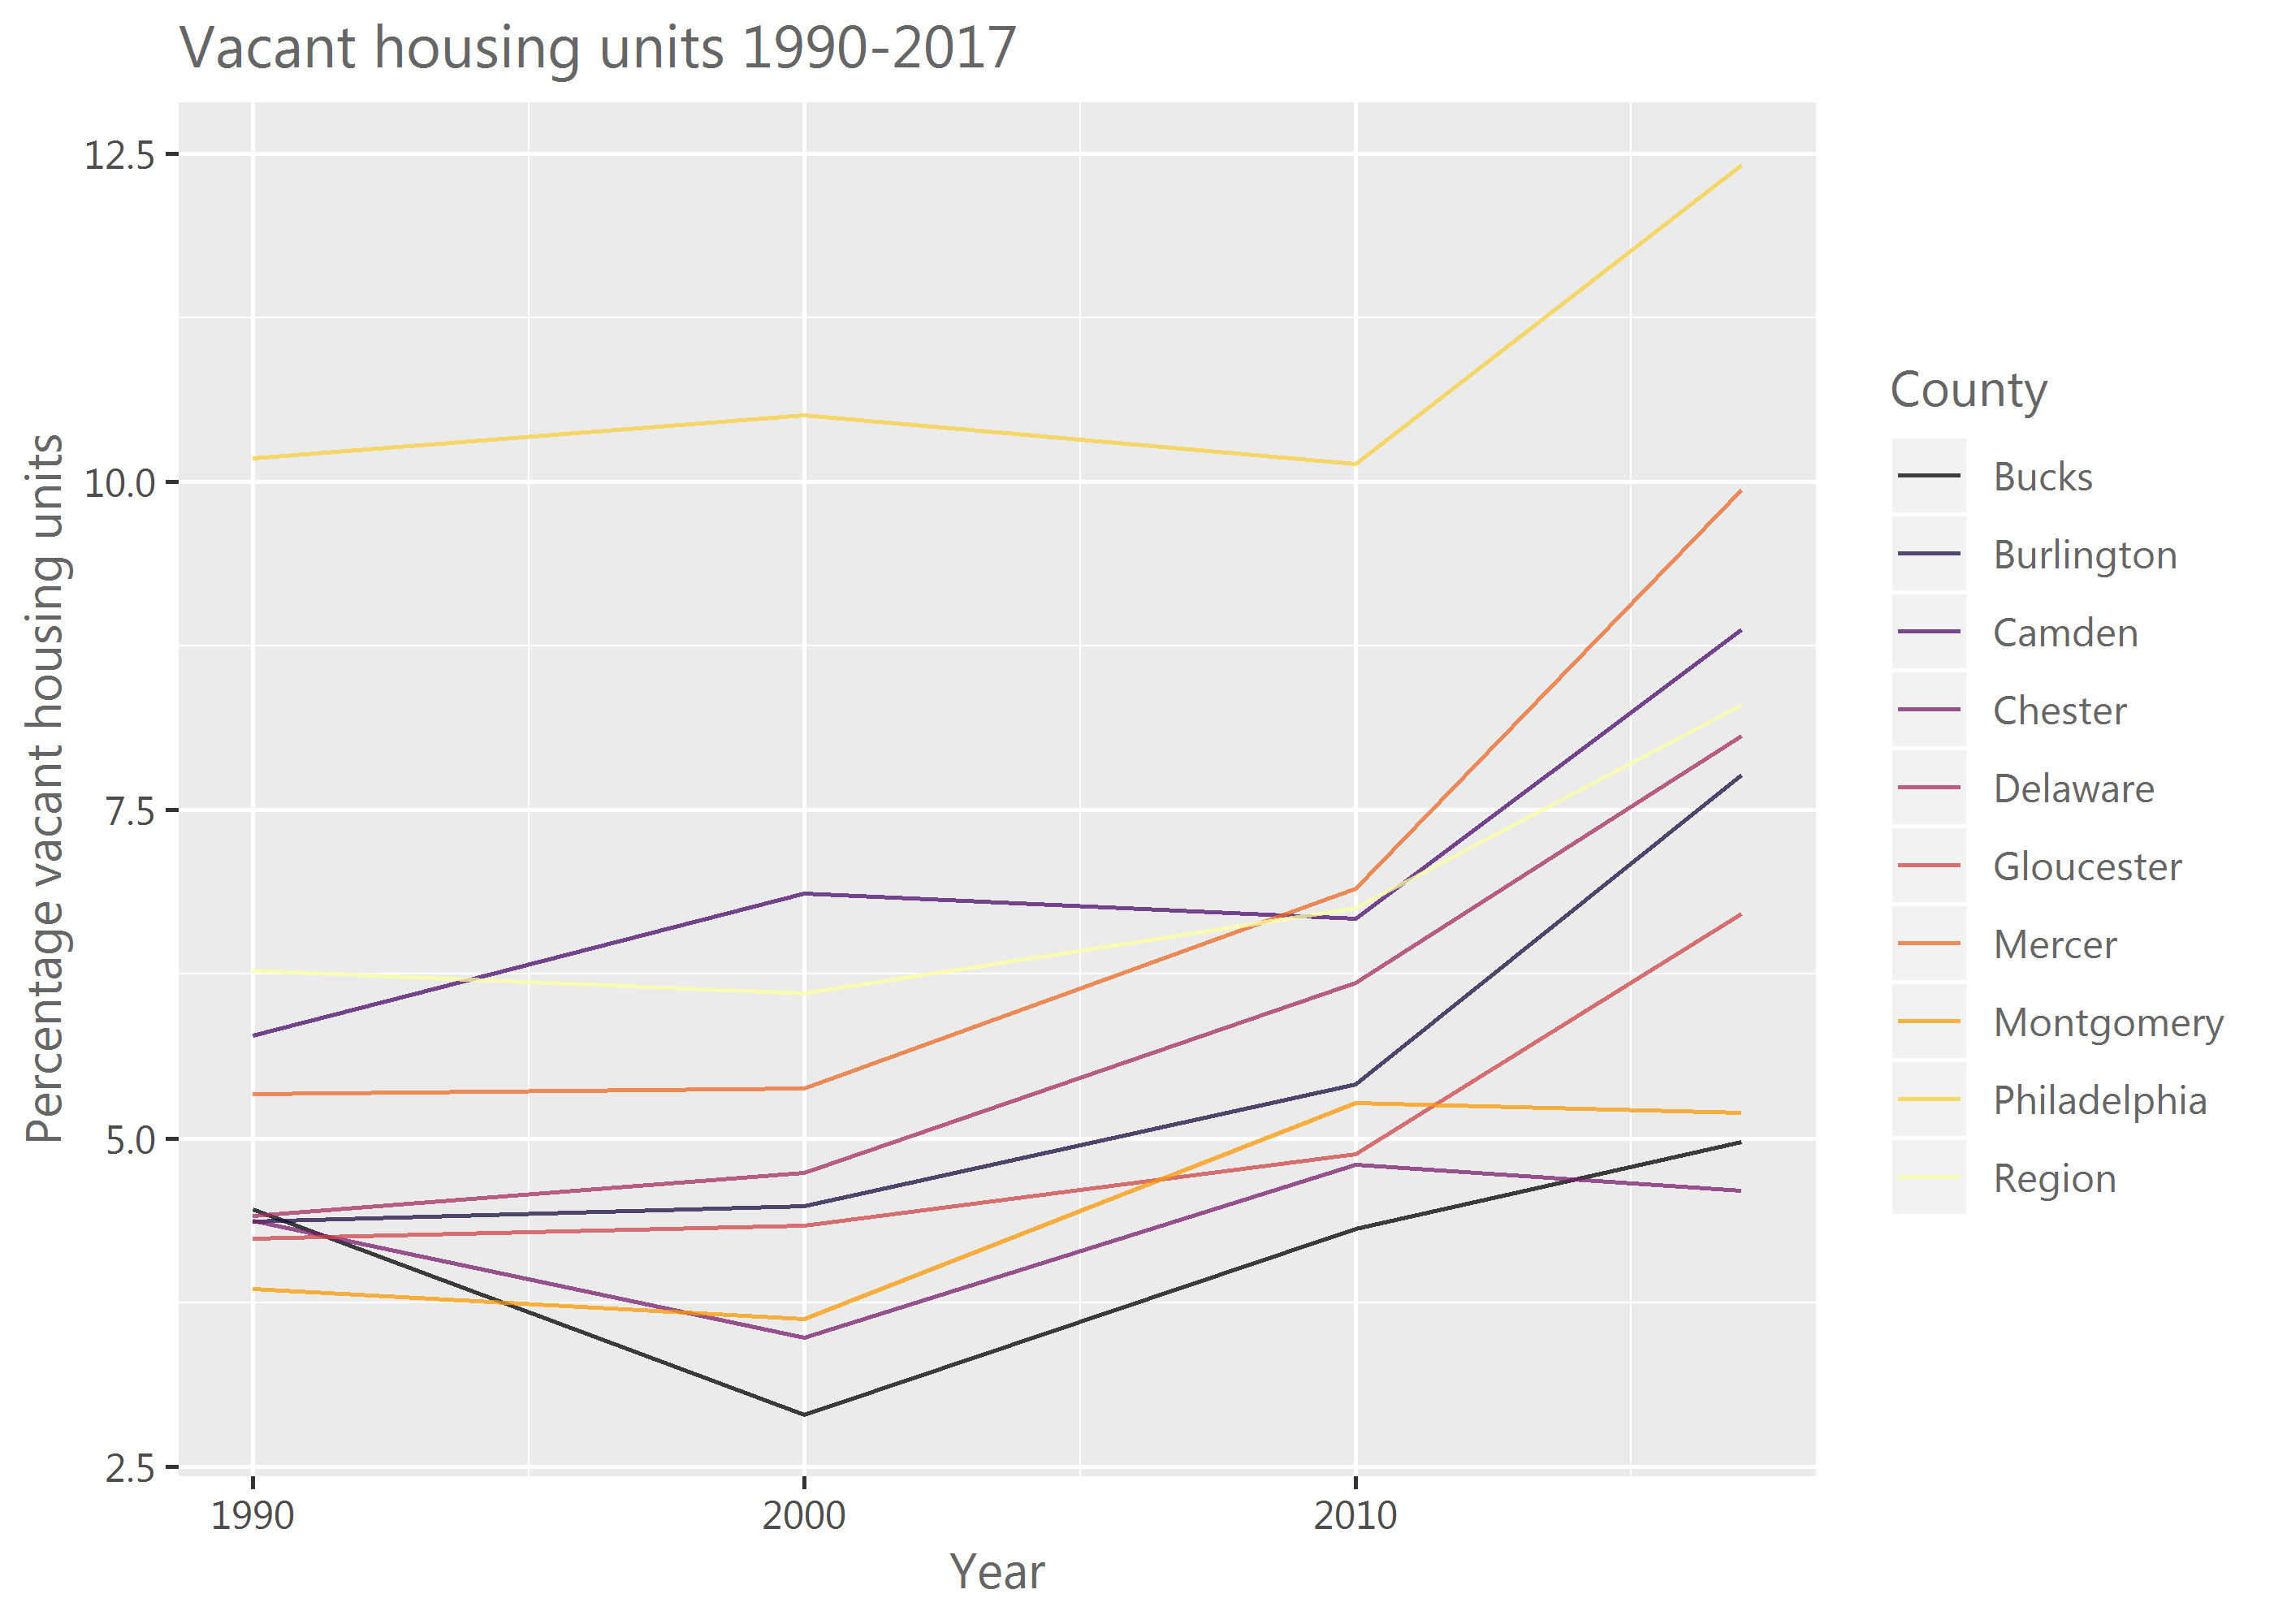 Vacant housing units 1990-2017
Percentage vacant housing units
12.5
10.0
7.5
5.0
2.5
1990
2000
2010
Year
County
Bucks
Burlington
Camden
Chester
Delaware
Gloucester
Mercer
Montgomery
Philadelphia
Region